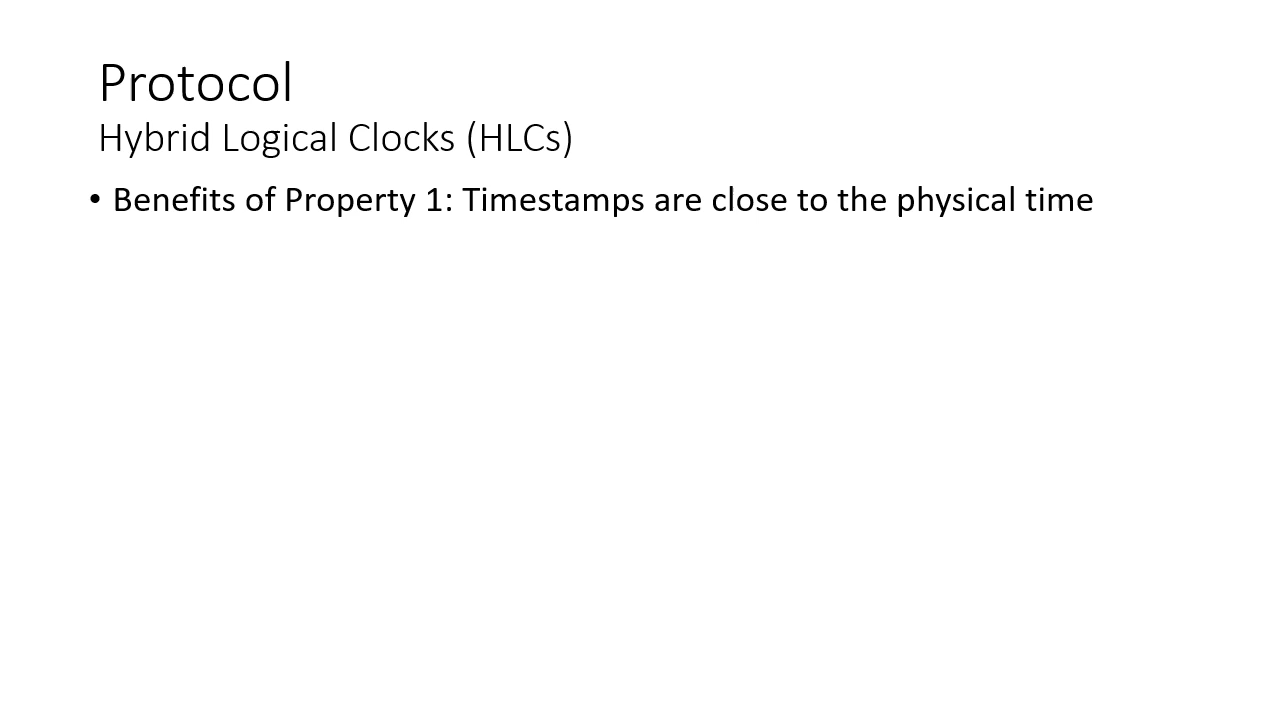 Protocol
Hybrid Logical Clocks (HLCs)
• Benefits of Property 1: Timestamps are close to the physical time